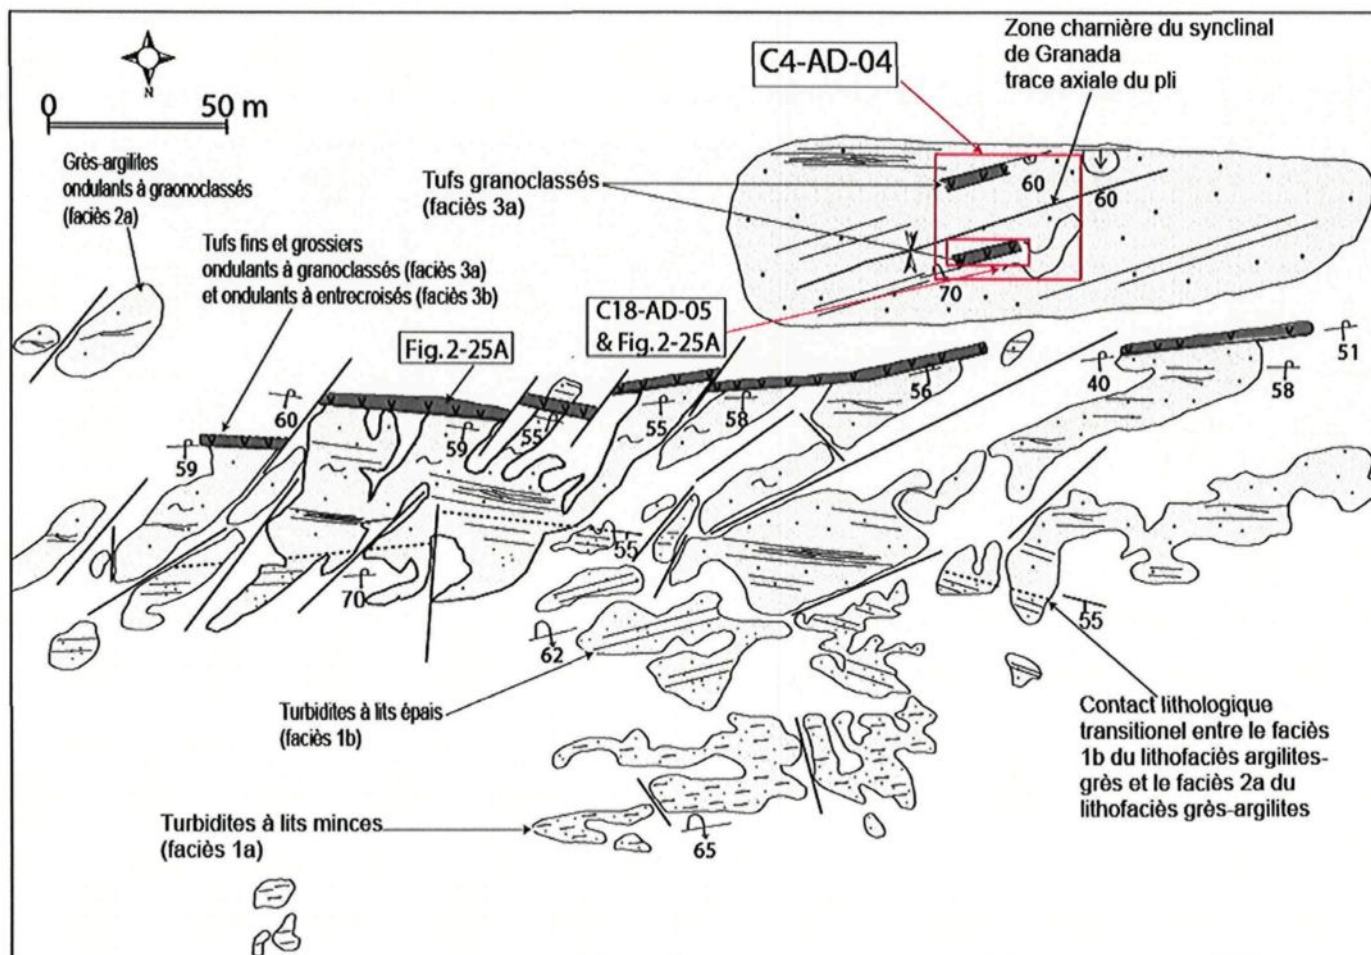 Zone charnière du synclinal
de Granada
trace axiale du pli
C4-AD-04
N
0 50 m
Grès-argilites
ondulants à graonoclassés
(faciès 2a)
Tufs granoclassés
(faciès 3a)
60
60
Tufs fins et grossiers
ondulants à granoclassés (faciès 3a)
et ondulants à entrecroisés (faciès 3b)
70
C18-AD-05
& Fig.2-25A
Fig.2-25A
51
40
58
56
60
58
55
55
59
59
55
70
55
62
Turbidites à lits épais
(faciès 1b)
Contact lithologique
transitionel entre le faciès
1b du lithofaciès argilites-
grès et le faciès 2a du
lithofaciès grès-argilites
Turbidites à lits minces
(faciès 1a)
65